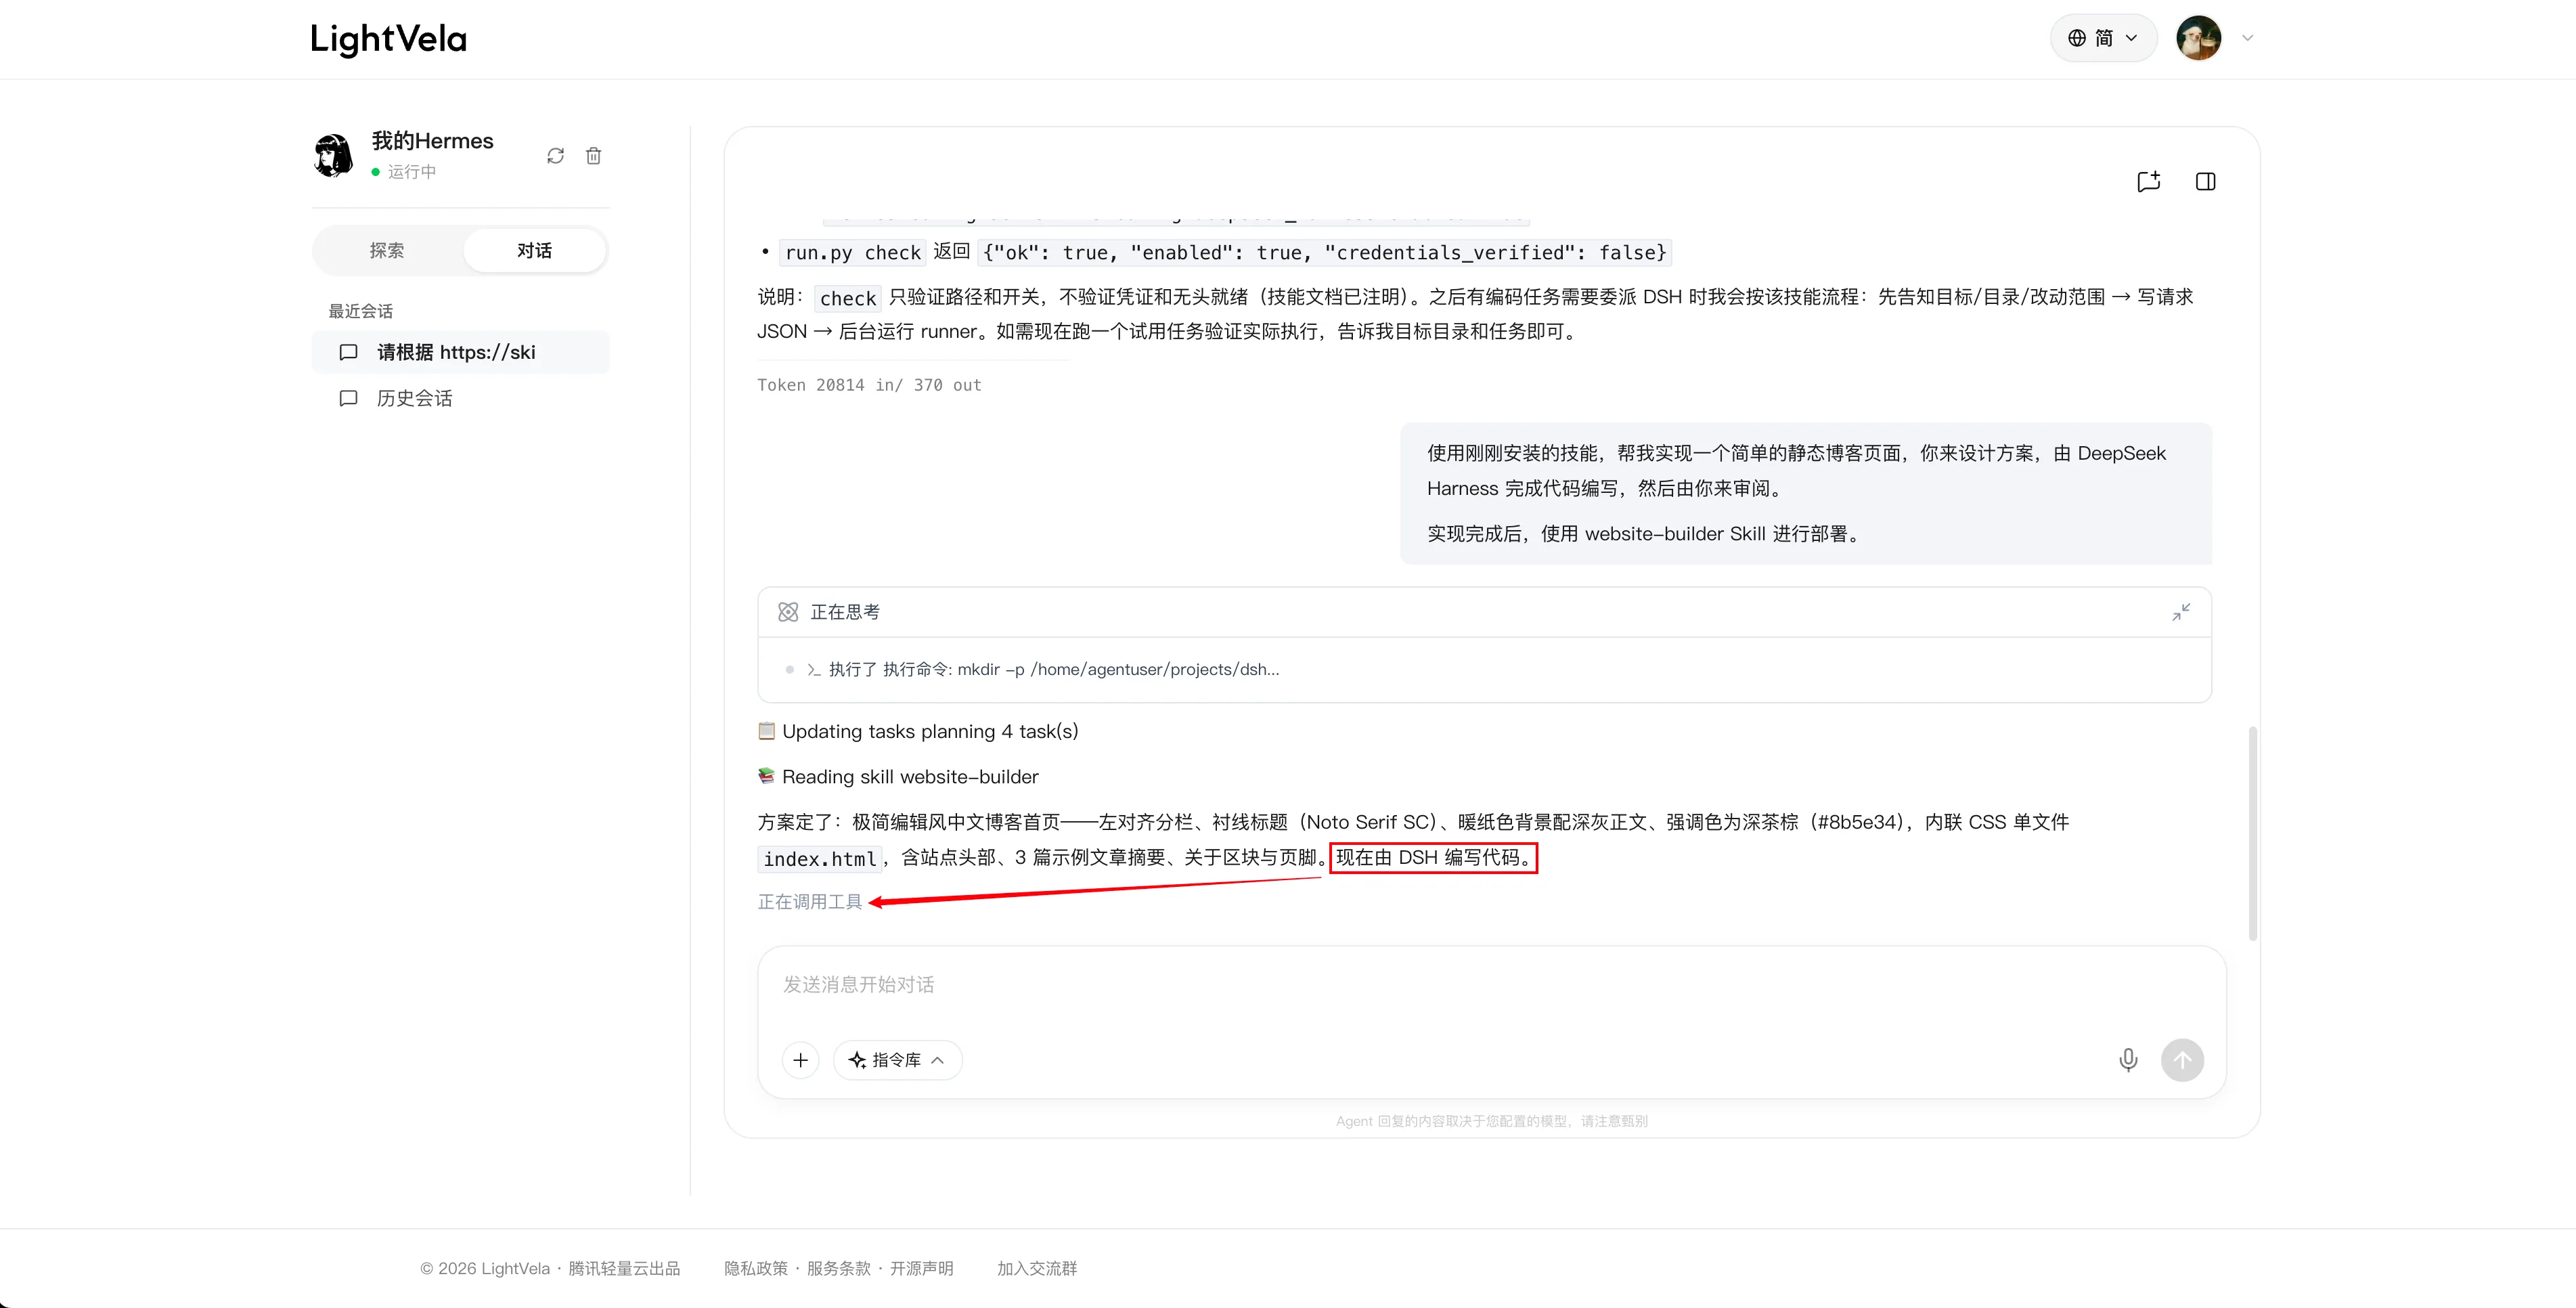 LightVela
简
我的Hermes
运行中
探索
对话
最近会话
请根据 https://ski
历史会话
• run.py check 返回 {"ok": true, "enabled": true, "credentials_verified": false}
说明：check 只验证路径和开关，不验证凭证和无头就绪（技能文档已注明）。之后有编码任务需要委派 DSH 时我会按该技能流程：先告知目标/目录/改动范围 → 写请求
JSON → 后台运行 runner。如需现在跑一个试用任务验证实际执行，告诉我目标目录和任务即可。
Token 20814 in/ 370 out
使用刚刚安装的技能，帮我实现一个简单的静态博客页面，你来设计方案，由 DeepSeek
Harness 完成代码编写，然后由你来审阅。
实现完成后，使用 website-builder Skill 进行部署。
正在思考
>_ 执行了 执行命令: mkdir -p /home/agentuser/projects/dsh...
Updating tasks planning 4 task(s)
Reading skill website-builder
方案定了：极简编辑风中文博客首页——左对齐分栏、衬线标题（Noto Serif SC）、暖纸色背景配深灰正文、强调色为深茶棕（#8b5e34），内联 CSS 单文件
index.html，含站点头部、3 篇示例文章摘要、关于区块与页脚。现在由 DSH 编写代码。
正在调用工具
发送消息开始对话
指令库
Agent 回复的内容取决于您配置的模型，请注意甄别
© 2026 LightVela · 腾讯轻量云出品
隐私政策 · 服务条款 · 开源声明
加入交流群